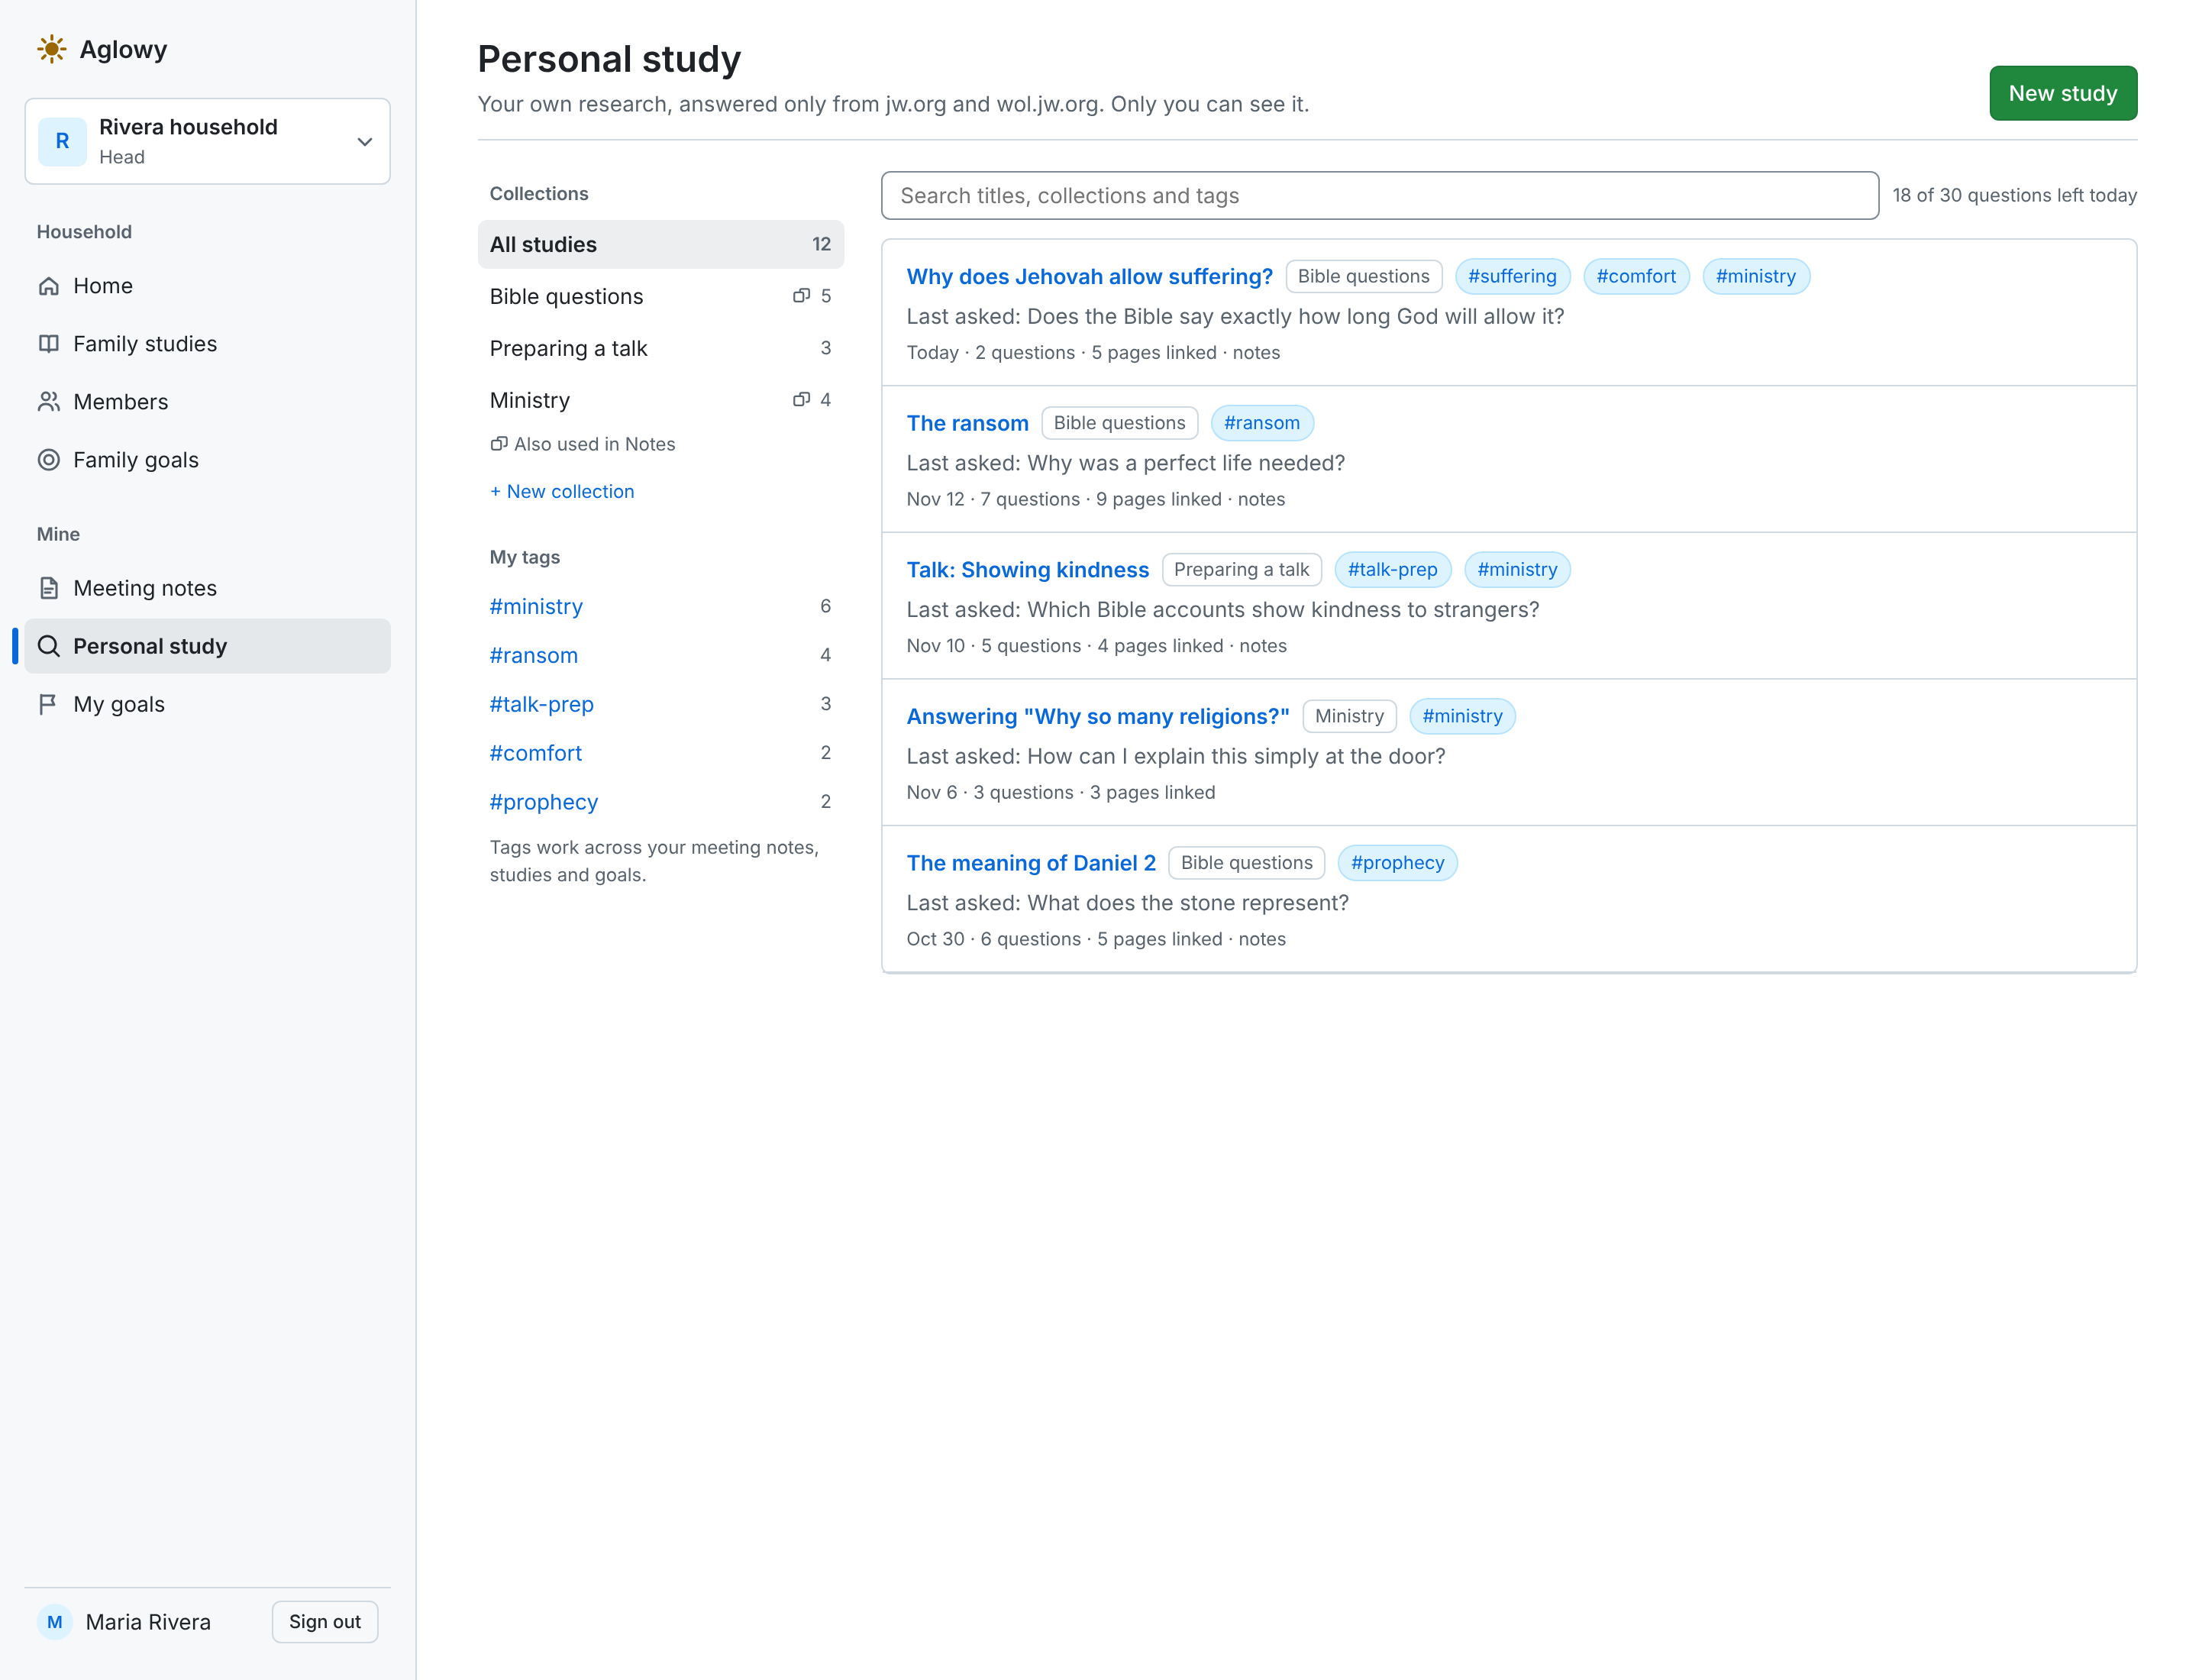 Aglowy
R
Rivera household
Head
Household
Home
Family studies
Members
Family goals
Mine
Meeting notes
Personal study
My goals
M
Maria Rivera
Sign out
Personal study
Your own research, answered only from jw.org and wol.jw.org. Only you can see it.
New study
Collections
All studies 12
Bible questions 5
Preparing a talk 3
Ministry 4
Also used in Notes
+ New collection
My tags
#ministry 6
#ransom 4
#talk-prep 3
#comfort 2
#prophecy 2
Tags work across your meeting notes,
studies and goals.
Search titles, collections and tags
18 of 30 questions left today
Why does Jehovah allow suffering? Bible questions #suffering #comfort #ministry
Last asked: Does the Bible say exactly how long God will allow it?
Today · 2 questions · 5 pages linked · notes
The ransom Bible questions #ransom
Last asked: Why was a perfect life needed?
Nov 12 · 7 questions · 9 pages linked · notes
Talk: Showing kindness Preparing a talk #talk-prep #ministry
Last asked: Which Bible accounts show kindness to strangers?
Nov 10 · 5 questions · 4 pages linked · notes
Answering "Why so many religions?" Ministry #ministry
Last asked: How can I explain this simply at the door?
Nov 6 · 3 questions · 3 pages linked
The meaning of Daniel 2 Bible questions #prophecy
Last asked: What does the stone represent?
Oct 30 · 6 questions · 5 pages linked · notes